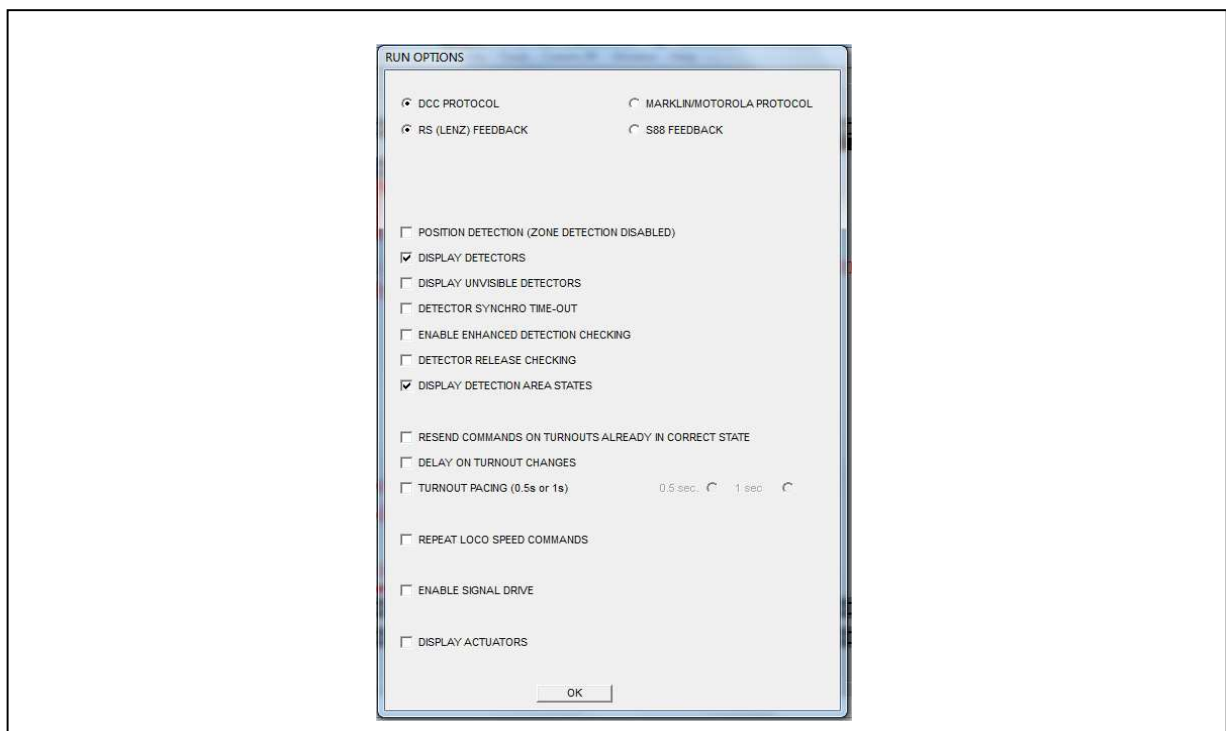 RUN OPTIONS
DCC PROTOCOL MARKLIN/MOTOROLA PROTOCOL
RS (LENZ) FEEDBACK S88 FEEDBACK
POSITION DETECTION (ZONE DETECTION DISABLED)
DISPLAY DETECTORS
DISPLAY UNVISIBLE DETECTORS
DETECTOR SYNCHRO TIME-OUT
ENABLE ENHANCED DETECTION CHECKING
DETECTOR RELEASE CHECKING
DISPLAY DETECTION AREA STATES
RESEND COMMANDS ON TURNOUTS ALREADY IN CORRECT STATE
DELAY ON TURNOUT CHANGES
TURNOUT PACING (0.5s or 1s) 0.5 sec. 1 sec
REPEAT LOCO SPEED COMMANDS
ENABLE SIGNAL DRIVE
DISPLAY ACTUATORS
OK